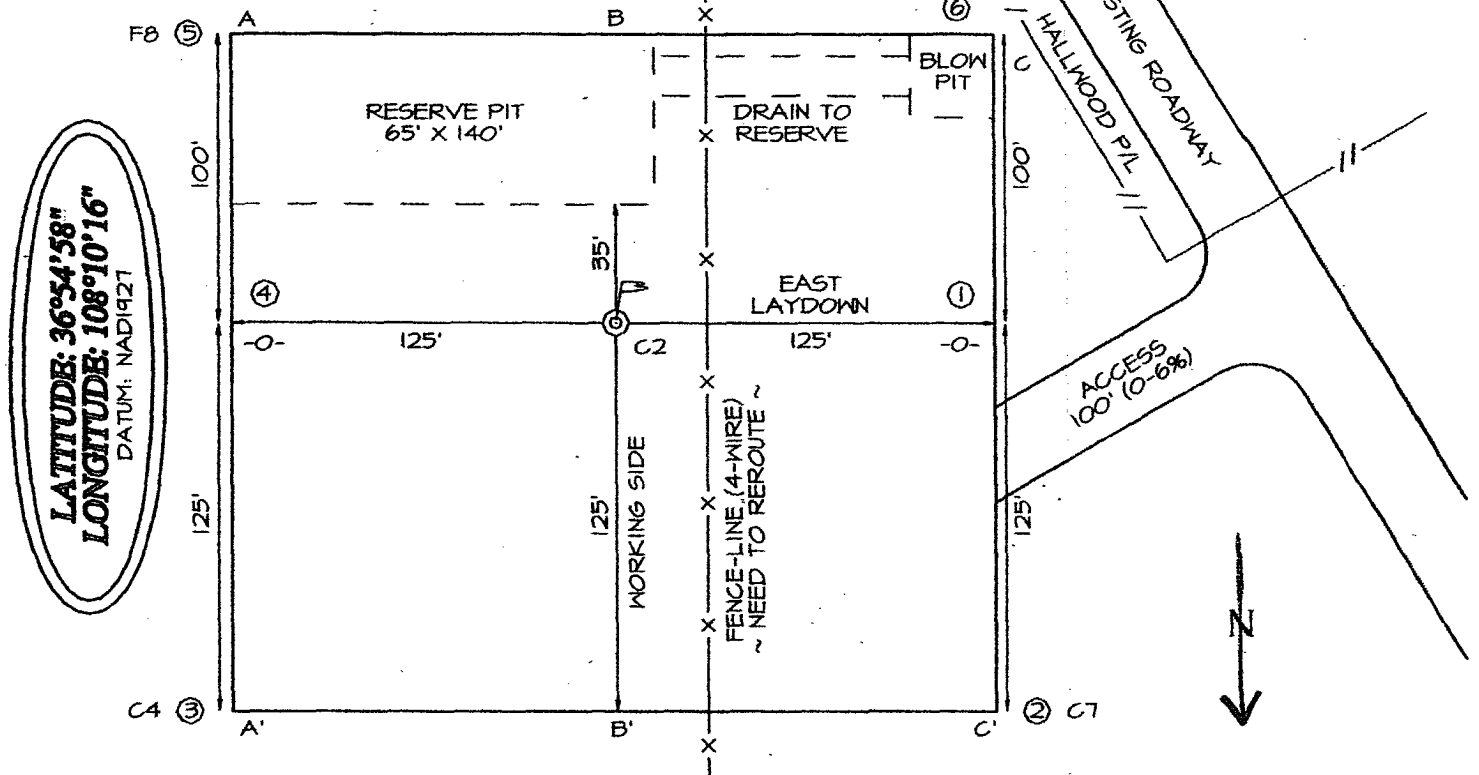 A
B
⑥
F8 ⑤
C
BLOW
PIT
HALLWOOD P/L
STING ROADWAY
RESERVE PIT
65' X 140'
DRAIN TO
RESERVE
100'
100'
LATITUDE: 36°54'58"
LONGITUDE: 108°10'16"
DATUM: NAD1927
35'
④
EAST
LAYDOWN
①
-0-
125'
C2
125'
-0-
ACCESS
100' (0-6%)
125'
125'
WORKING SIDE
FENCE-LINE (4-WIRE)
~ NEED TO REROUTE ~
125'
N
C4 ③
A'
B'
C'
② C7